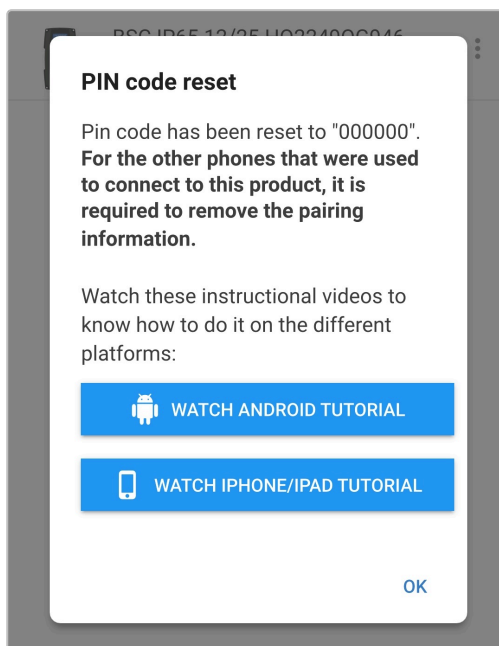 PIN code reset
Pin code has been reset to "000000".
For the other phones that were used
to connect to this product, it is
required to remove the pairing
information.
Watch these instructional videos to
know how to do it on the different
platforms:
WATCH ANDROID TUTORIAL
WATCH IPHONE/IPAD TUTORIAL
OK